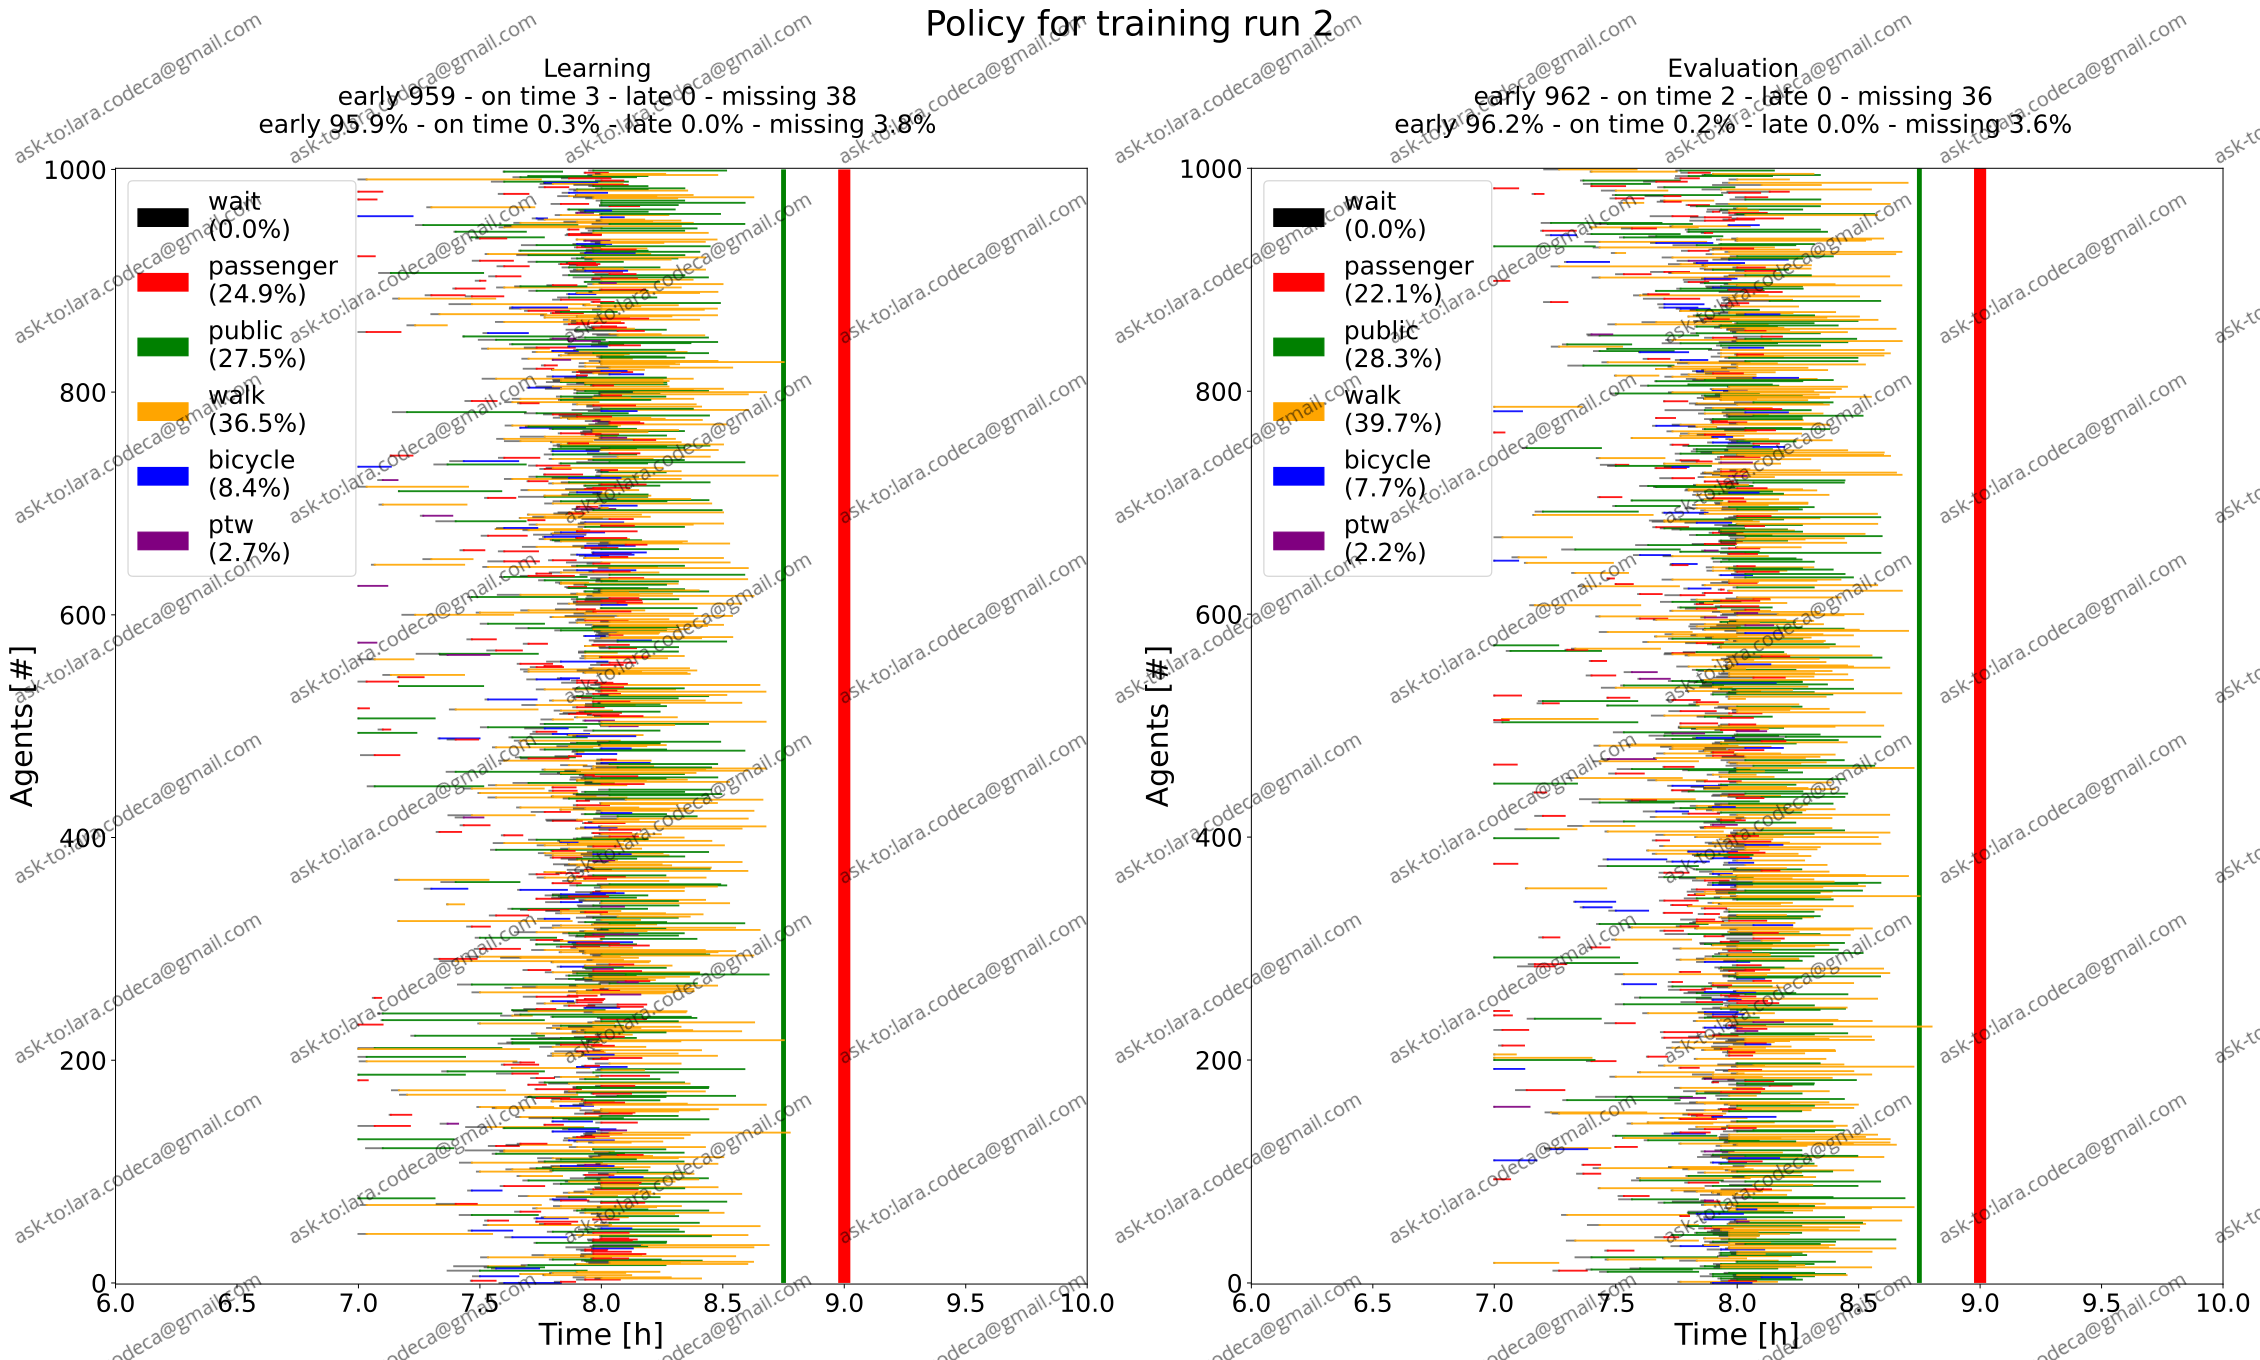 Policy for training run 2
Learning
early 959 - on time 3 - late 0 - missing 38
early 95.9% - on time 0.3% - late 0.0% - missing 3.8%
1000
800
600
400
200
0
Agents [#]
wait
(0.0%)
passenger
(24.9%)
public
(27.5%)
walk
(36.5%)
bicycle
(8.4%)
ptw
(2.7%)
6.0 6.5 7.0 7.5 8.0 8.5 9.0 9.5 10.0
Time [h]
Evaluation
early 962 - on time 2 - late 0 - missing 36
early 96.2% - on time 0.2% - late 0.0% - missing 3.6%
1000
800
600
400
200
0
Agents [#]
wait
(0.0%)
passenger
(22.1%)
public
(28.3%)
walk
(39.7%)
bicycle
(7.7%)
ptw
(2.2%)
6.0 6.5 7.0 7.5 8.0 8.5 9.0 9.5 10.0
Time [h]
ask-to:lara.codeca@gmail.com